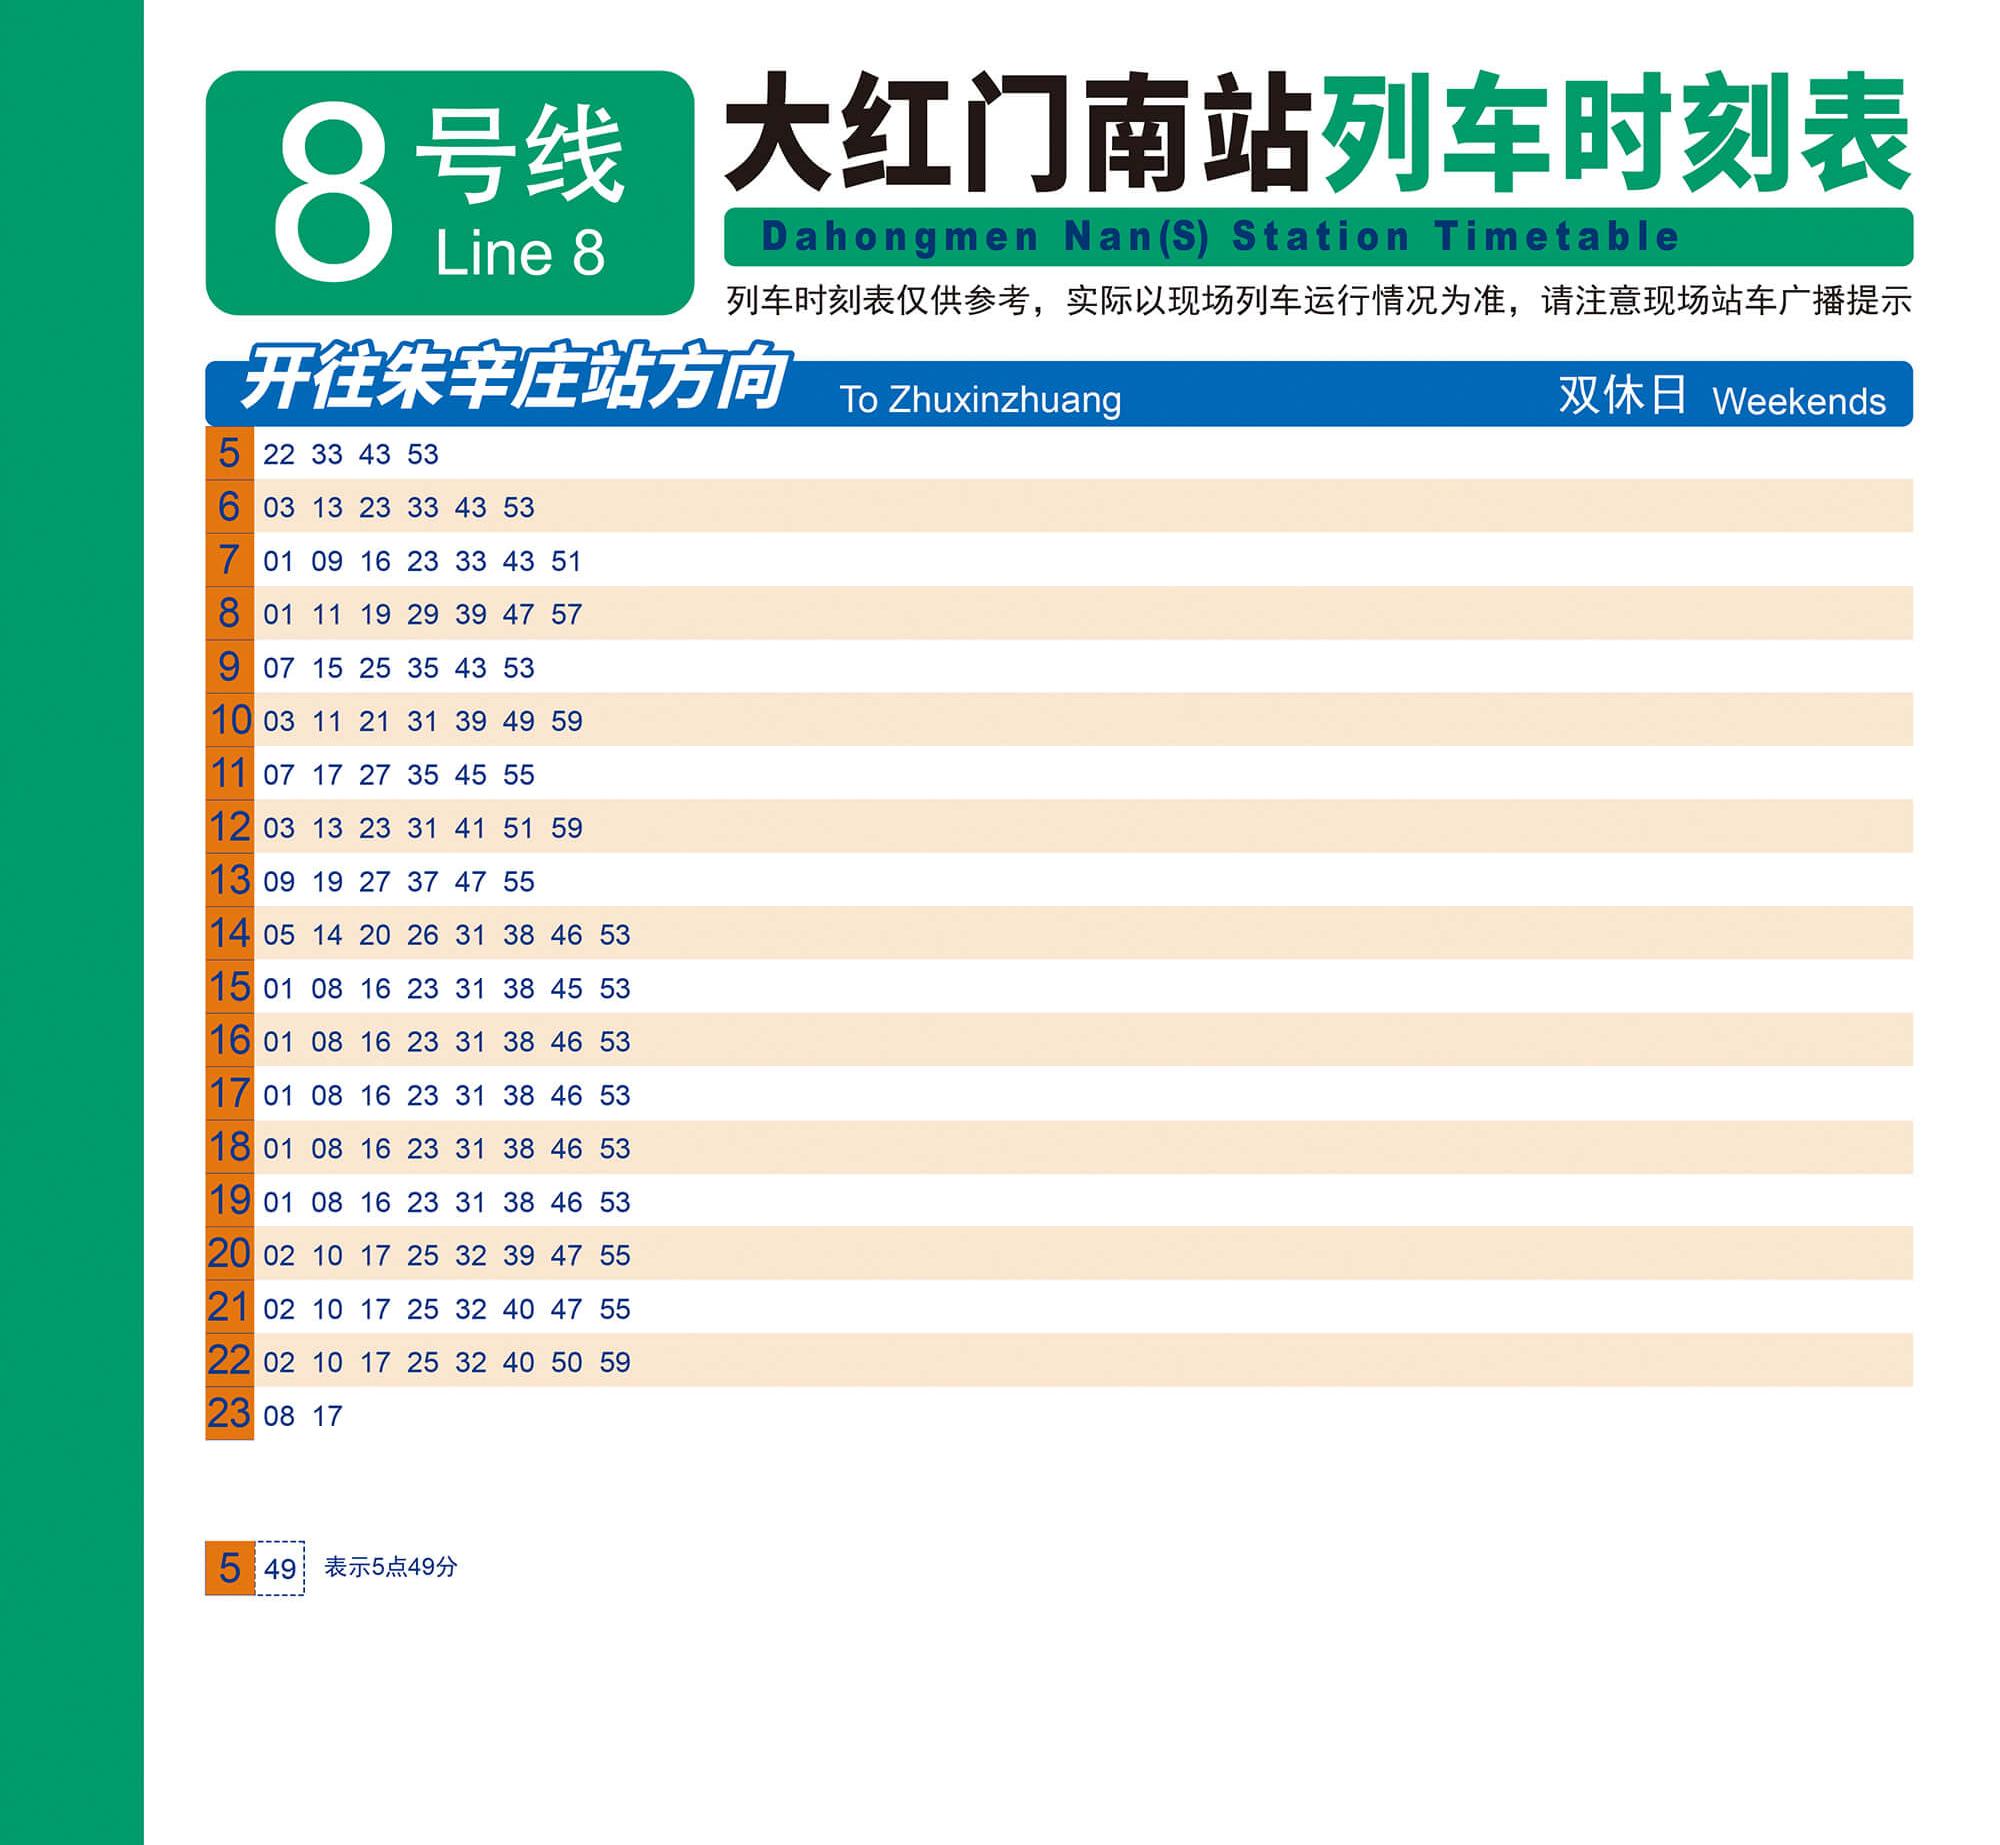 8号线
Line 8
大红门南站列车时刻表
Dahongmen Nan(S) Station Timetable
列车时刻表仅供参考，实际以现场列车运行情况为准，请注意现场站车广播提示
开往朱辛庄站方向 To Zhuxinzhuang 双休日 Weekends
5 22 33 43 53
6 03 13 23 33 43 53
7 01 09 16 23 33 43 51
8 01 11 19 29 39 47 57
9 07 15 25 35 43 53
10 03 11 21 31 39 49 59
11 07 17 27 35 45 55
12 03 13 23 31 41 51 59
13 09 19 27 37 47 55
14 05 14 20 26 31 38 46 53
15 01 08 16 23 31 38 45 53
16 01 08 16 23 31 38 46 53
17 01 08 16 23 31 38 46 53
18 01 08 16 23 31 38 46 53
19 01 08 16 23 31 38 46 53
20 02 10 17 25 32 39 47 55
21 02 10 17 25 32 40 47 55
22 02 10 17 25 32 40 50 59
23 08 17
5 49 表示5点49分